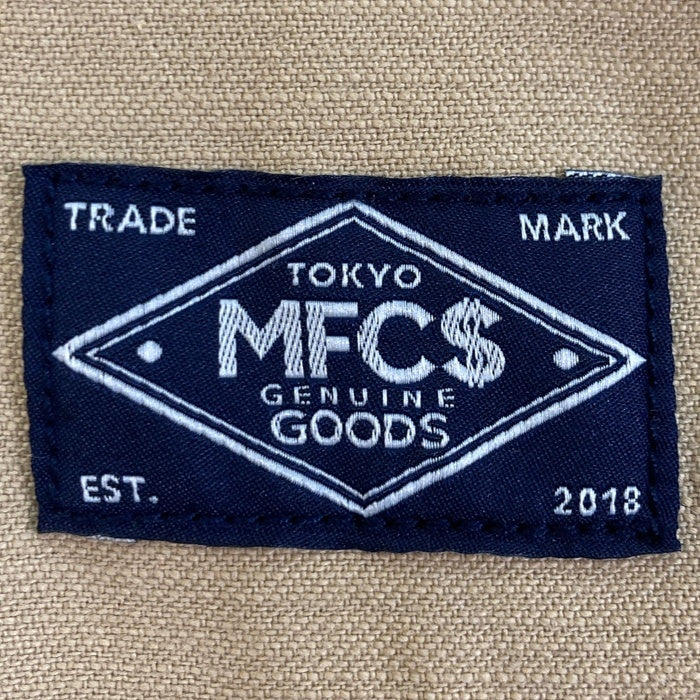 TRADE MARK
TOKYO
MFC$
GENUINE
GOODS
EST. 2018